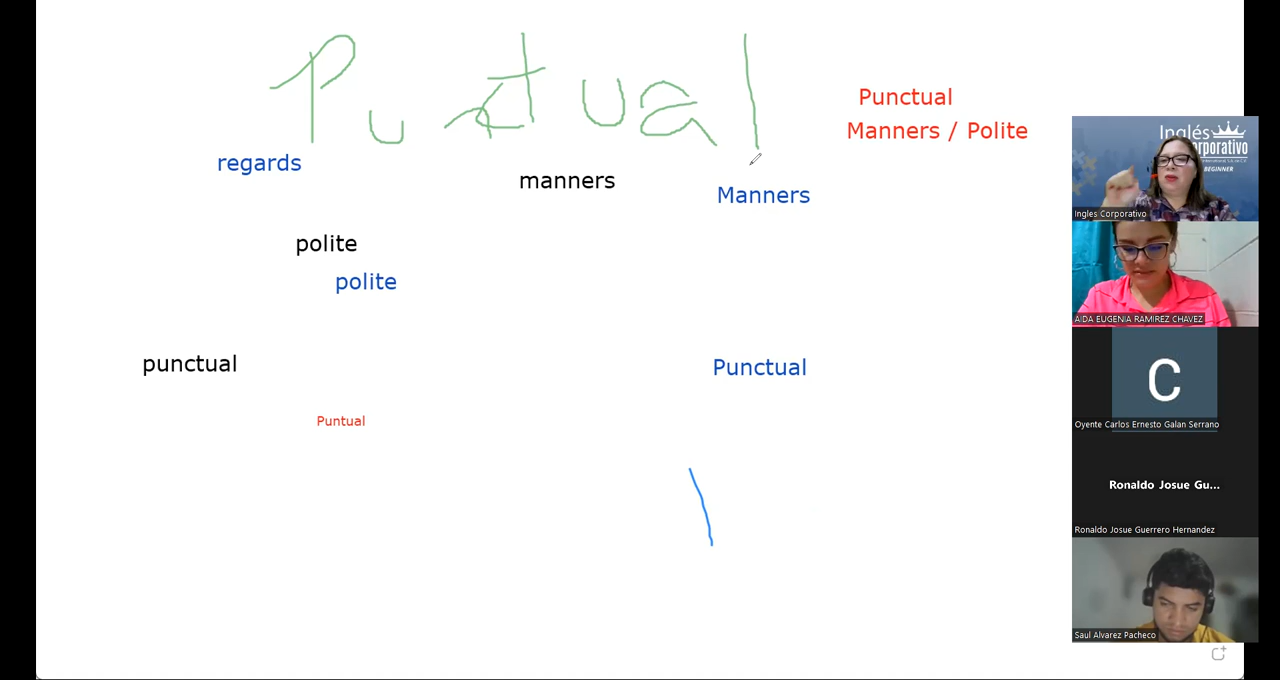 Punctual
Punctual
Manners / Polite
regards
manners
Manners
polite
polite
punctual
Punctual
Puntual
Inglés
Corporativo
BEGINNER
Ingles Corporativo
AIDA EUGENIA RAMIREZ CHAVEZ
C
Oyente Carlos Ernesto Galan Serrano
Ronaldo Josue Gu...
Ronaldo Josue Guerrero Hernandez
Saul Alvarez Pacheco